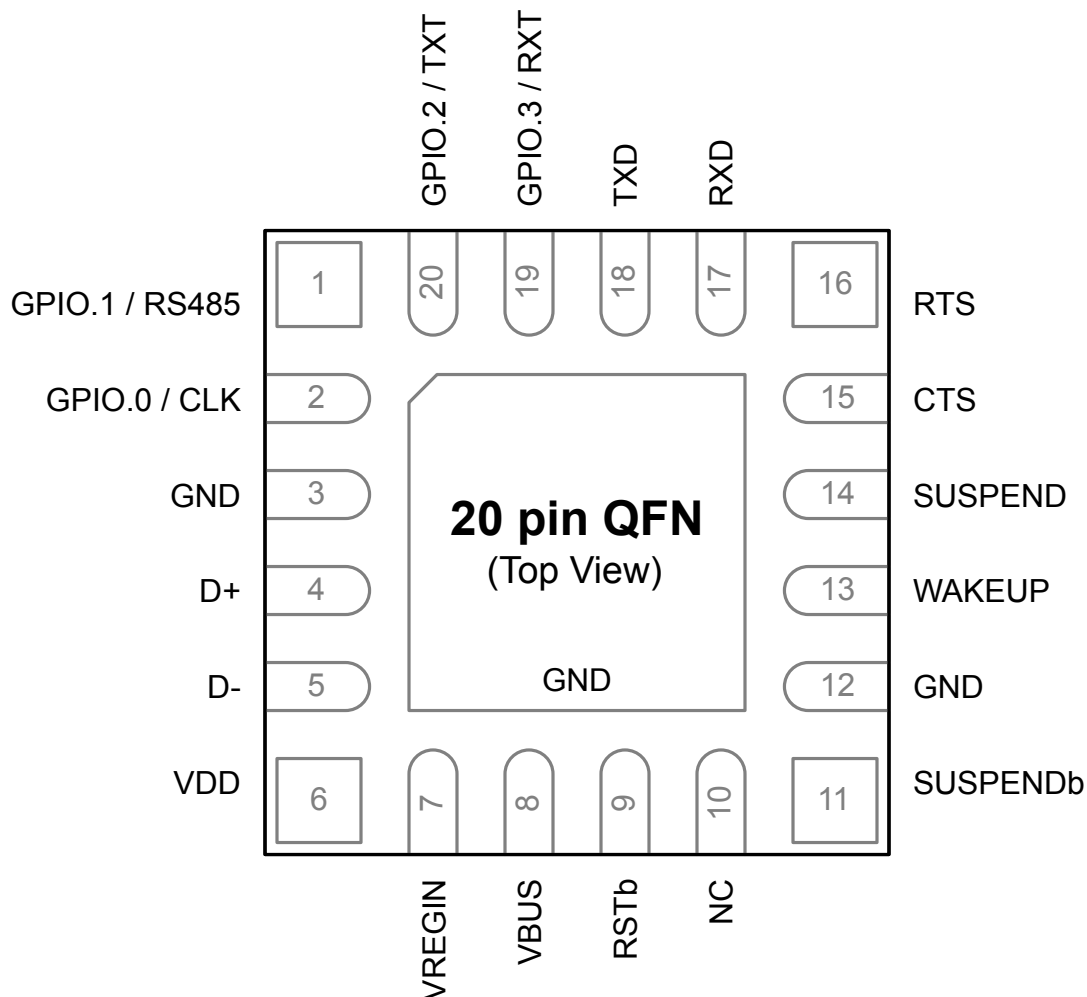 GPIO.2 / TXT
GPIO.3 / RXT
TXD
RXD
GPIO.1 / RS485
1
20
19
18
17
16
RTS
GPIO.0 / CLK
2
15
CTS
GND
3
14
SUSPEND
20 pin QFN
(Top View)
D+
4
13
WAKEUP
D-
5
GND
12
GND
VDD
6
7
8
9
10
11
SUSPENDb
VREGIN
VBUS
RSTb
NC